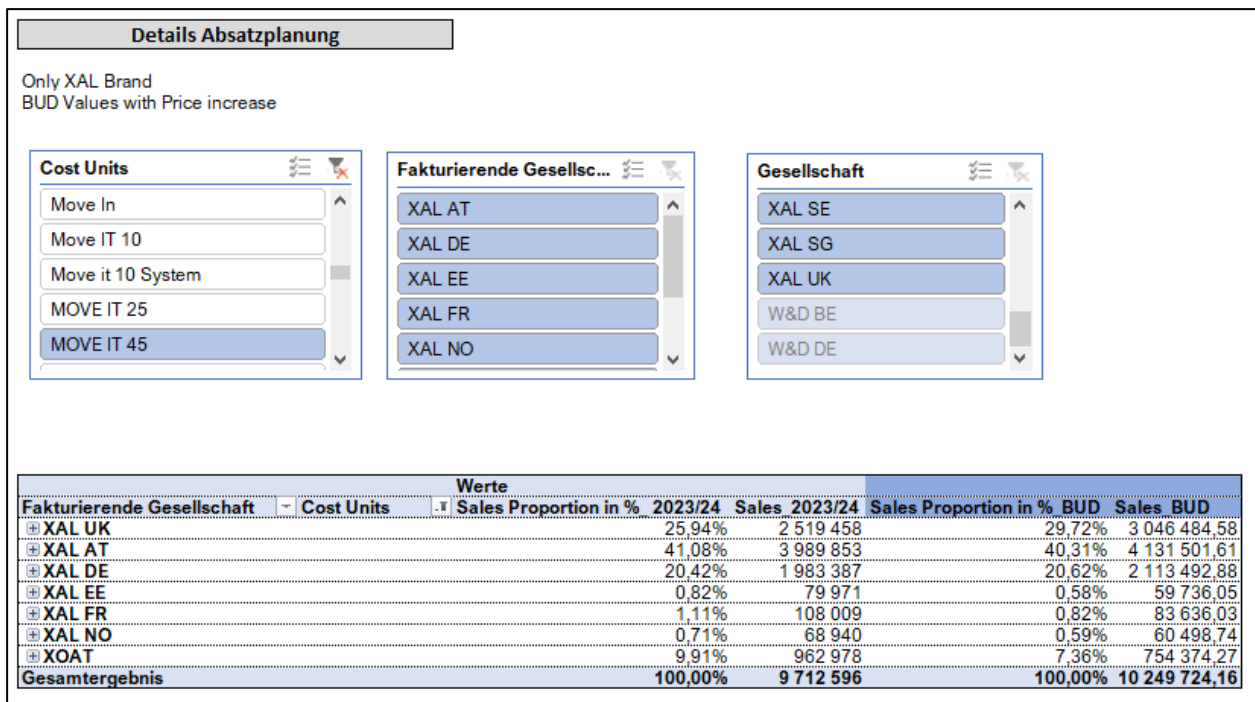 Details Absatzplanung
Only XAL Brand
BUD Values with Price increase
Cost Units
Move In
Move IT 10
Move it 10 System
MOVE IT 25
MOVE IT 45
Fakturierende Gesellsc...
XAL AT
XAL DE
XAL EE
XAL FR
XAL NO
Gesellschaft
XAL SE
XAL SG
XAL UK
W&D BE
W&D DE
Werte
Fakturierende Gesellschaft Cost Units Sales Proportion in %_2023/24 Sales_2023/24 Sales Proportion in %_BUD Sales_BUD
XAL UK 25,94% 2 519 458 29,72% 3 046 484,58
XAL AT 41,08% 3 989 853 40,31% 4 131 501,61
XAL DE 20,42% 1 983 387 20,62% 2 113 492,88
XAL EE 0,82% 79 971 0,58% 59 736,05
XAL FR 1,11% 108 009 0,82% 83 636,03
XAL NO 0,71% 68 940 0,59% 60 498,74
XOAT 9,91% 962 978 7,36% 754 374,27
Gesamtergebnis 100,00% 9 712 596 100,00% 10 249 724,16